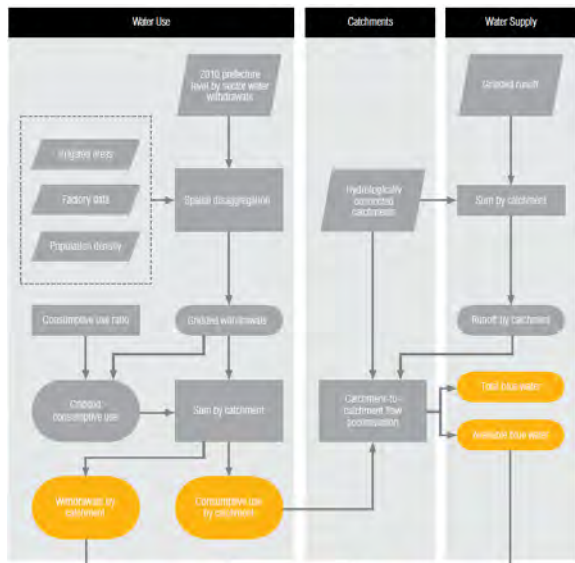 Water Use
Catchments
Water Supply
2010 prefecture
level by sector water
withdrawals
Gridded runoff
Irrigated areas
Factory data
Population density
Spatial disaggregation
Hydrologically
connected
catchments
Sum by catchment
Consumptive use ratio
Gridded withdrawals
Runoff by catchment
Gridded
consumptive use
Sum by catchment
Catchment-to-
catchment flow
accumulation
Total blue water
Available blue water
Withdrawals by
catchment
Consumptive use
by catchment